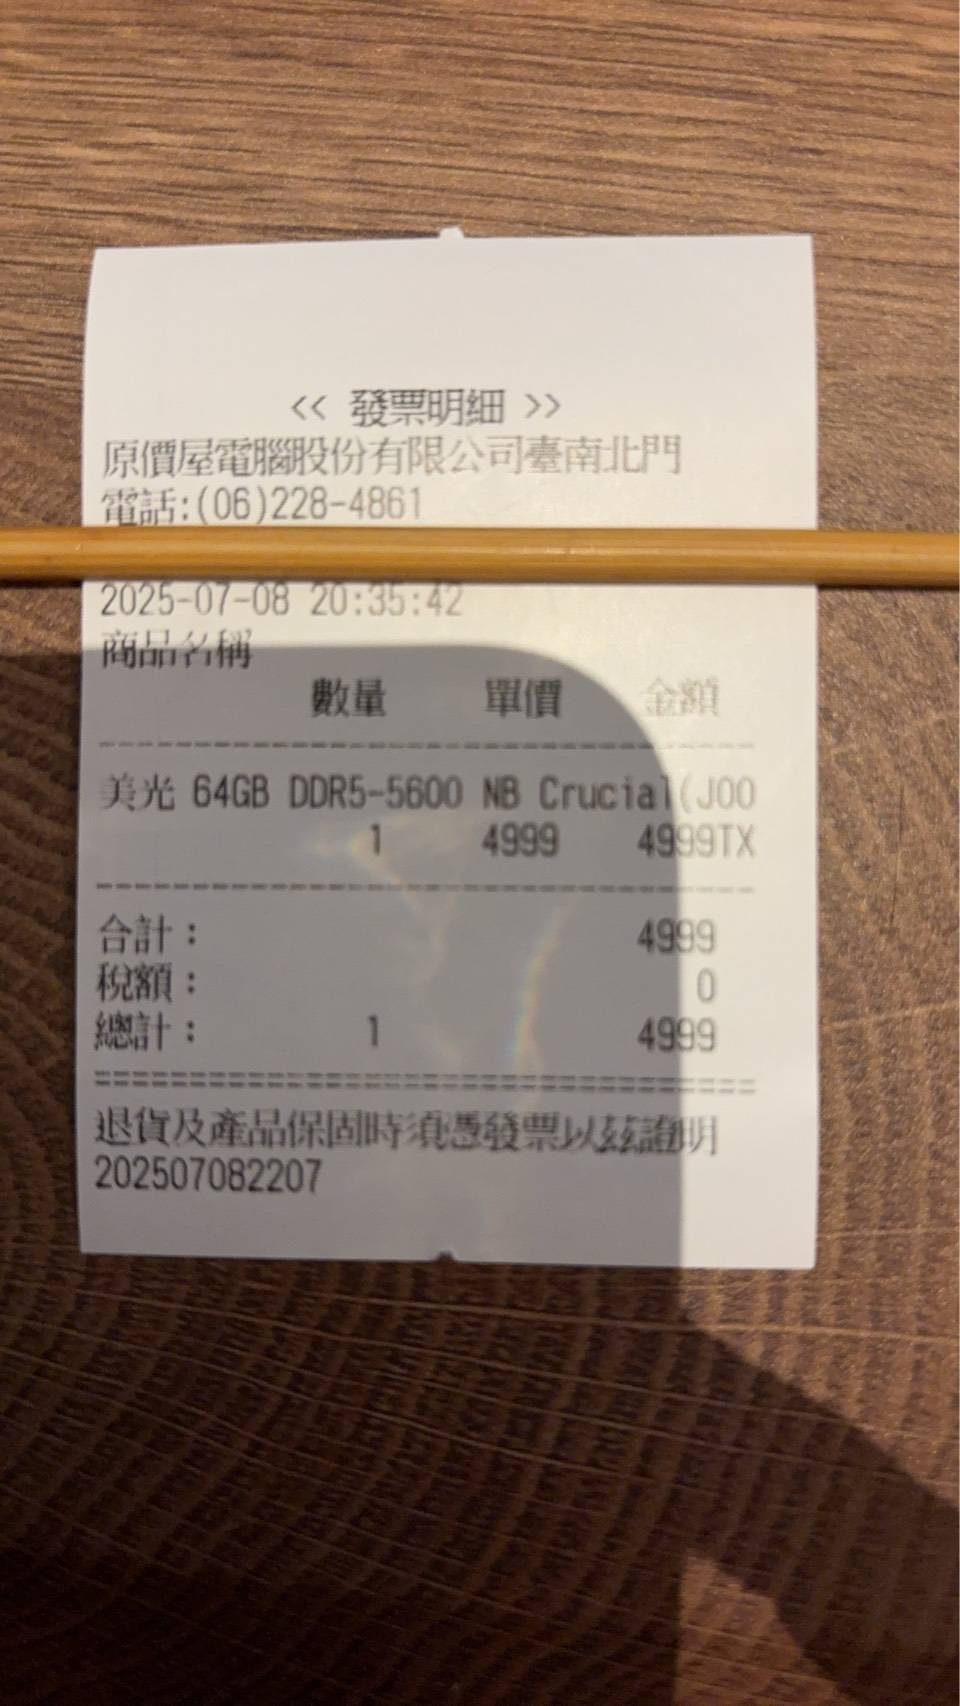 << 發票明細 >>
原價屋電腦股份有限公司臺南北門
電話:(06)228-4861
2025-07-08 20:35:42
商品名稱
數量 單價 金額
美光 64GB DDR5-5600 NB Crucial(J00
1 4999 4999TX
合計： 4999
稅額： 0
總計： 1 4999
退貨及產品保固時須憑發票以茲證明
202507082207